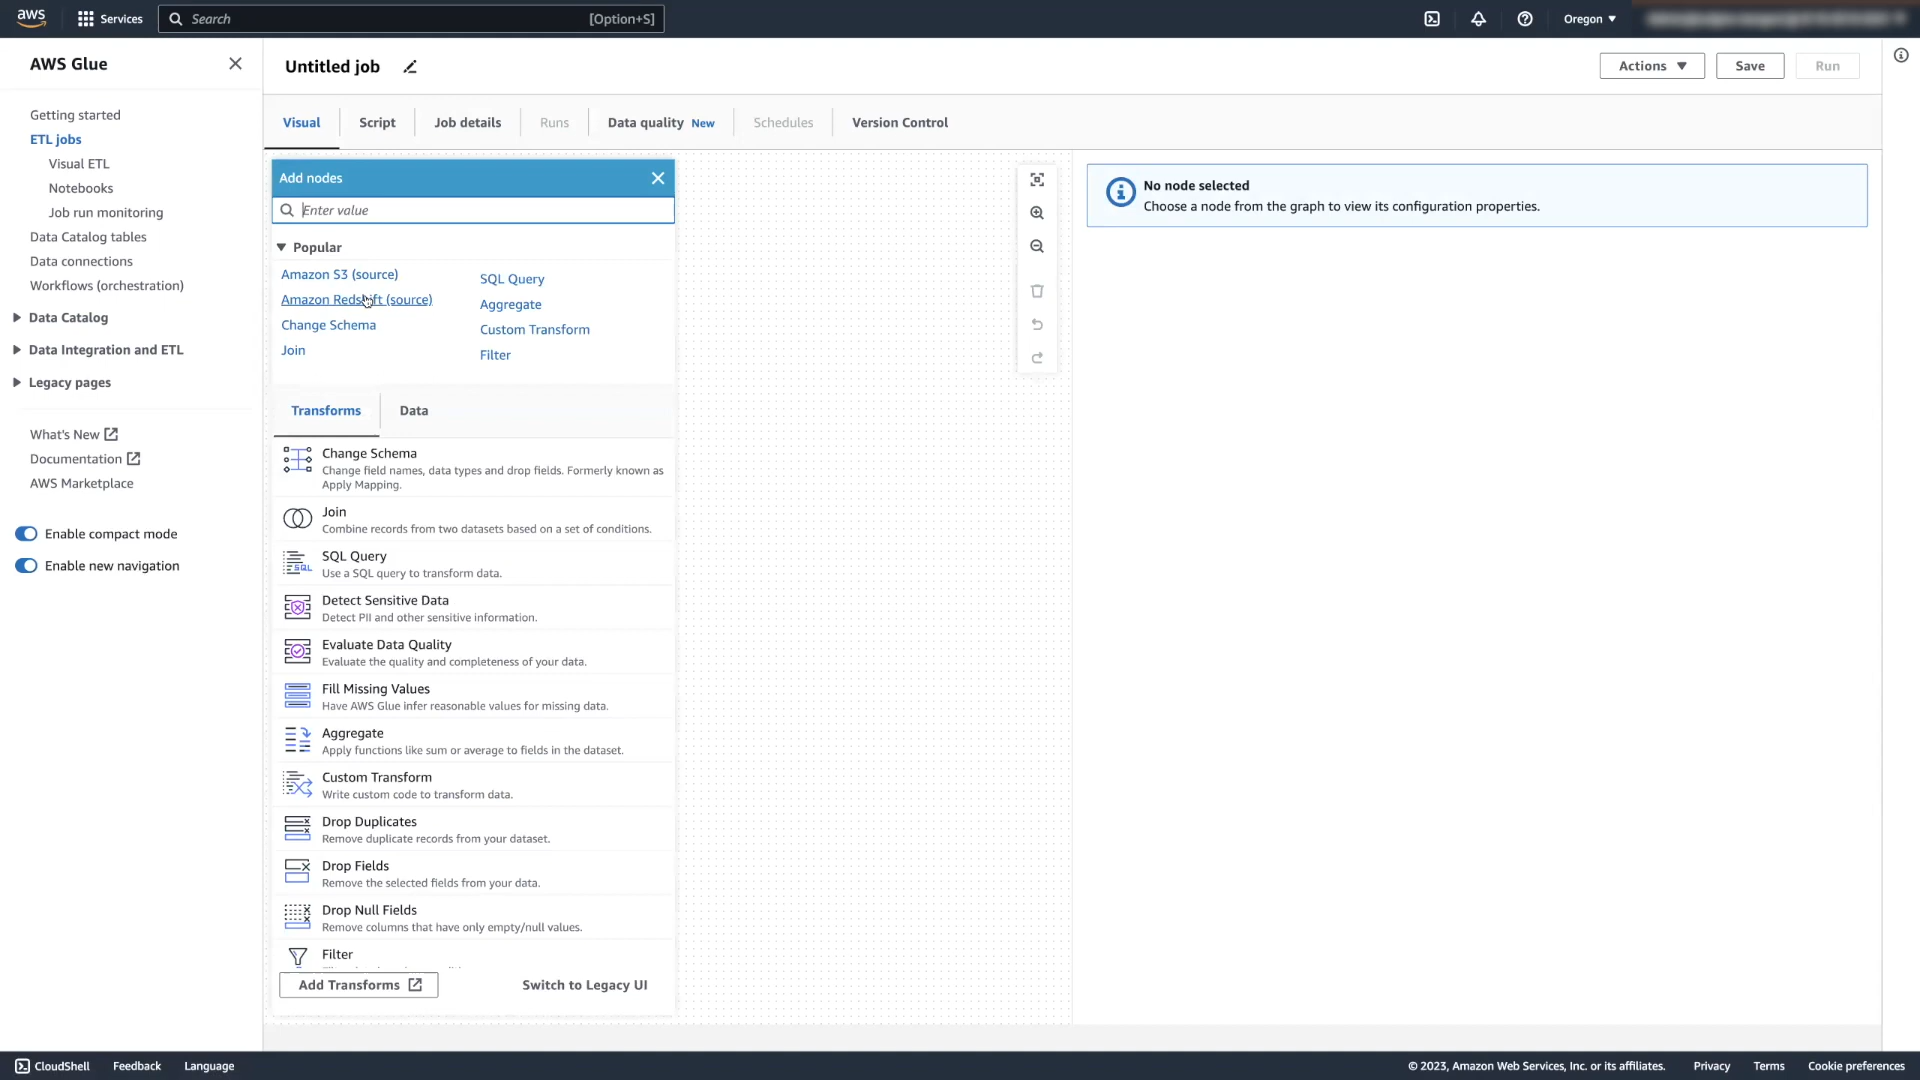 aws
Services
Search
[Option+S]
Oregon ▼
AWS Glue
Getting started
ETL jobs
Visual ETL
Notebooks
Job run monitoring
Data Catalog tables
Data connections
Workflows (orchestration)
Data Catalog
Data Integration and ETL
Legacy pages
What's New
Documentation
AWS Marketplace
Enable compact mode
Enable new navigation
Untitled job
Actions ▼
Save
Run
Visual
Script
Job details
Runs
Data quality New
Schedules
Version Control
Add nodes
Enter value
Popular
Amazon S3 (source)
SQL Query
Amazon Redshift (source)
Aggregate
Change Schema
Custom Transform
Join
Filter
Transforms
Data
Change Schema
Change field names, data types and drop fields. Formerly known as
Apply Mapping.
Join
Combine records from two datasets based on a set of conditions.
SQL
SQL Query
Use a SQL query to transform data.
Detect Sensitive Data
Detect PII and other sensitive information.
Evaluate Data Quality
Evaluate the quality and completeness of your data.
Fill Missing Values
Have AWS Glue infer reasonable values for missing data.
Aggregate
Apply functions like sum or average to fields in the dataset.
Custom Transform
Write custom code to transform data.
Drop Duplicates
Remove duplicate records from your dataset.
Drop Fields
Remove the selected fields from your data.
Drop Null Fields
Remove columns that have only empty/null values.
Filter
Add Transforms
Switch to Legacy UI
No node selected
Choose a node from the graph to view its configuration properties.
CloudShell
Feedback
Language
© 2023, Amazon Web Services, Inc. or its affiliates.
Privacy
Terms
Cookie preferences